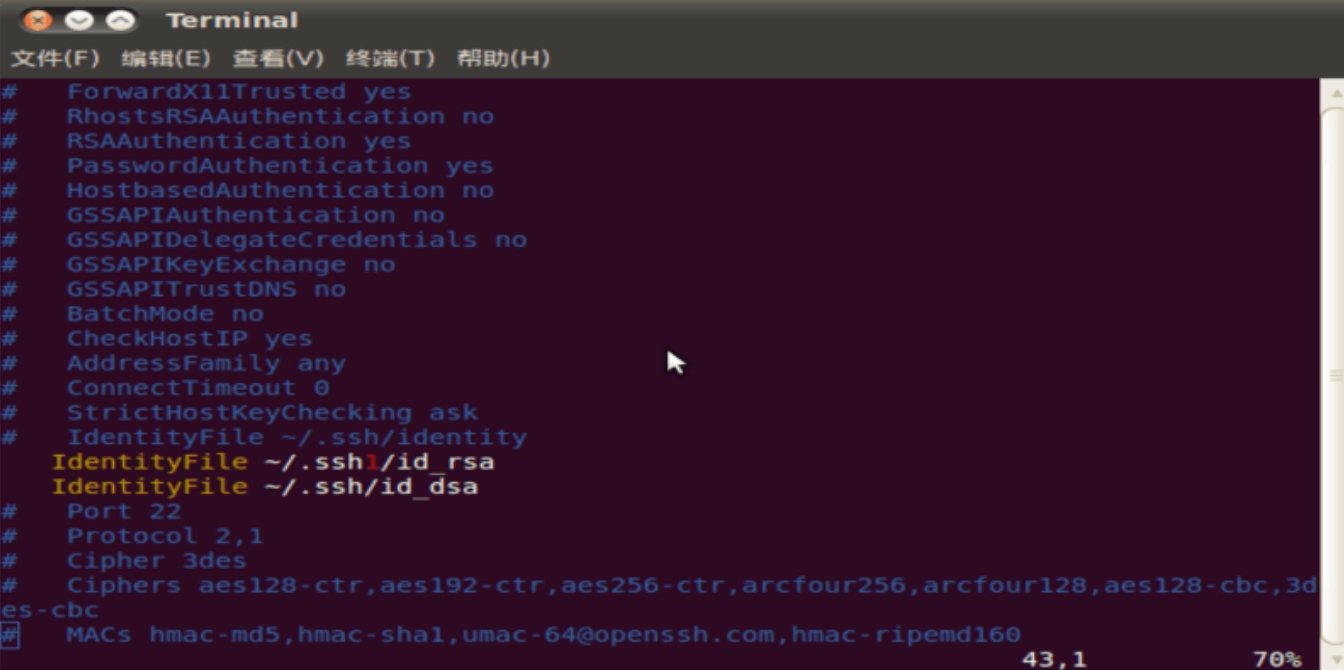 Terminal
文件(F) 编辑(E) 查看(V) 终端(T) 帮助(H)
#   ForwardX11Trusted yes
#   RhostsRSAAuthentication no
#   RSAAuthentication yes
#   PasswordAuthentication yes
#   HostbasedAuthentication no
#   GSSAPIAuthentication no
#   GSSAPIDelegateCredentials no
#   GSSAPIKeyExchange no
#   GSSAPITrustDNS no
#   BatchMode no
#   CheckHostIP yes
#   AddressFamily any
#   ConnectTimeout 0
#   StrictHostKeyChecking ask
#   IdentityFile ~/.ssh/identity
   IdentityFile ~/.ssh1/id_rsa
   IdentityFile ~/.ssh/id_dsa
#   Port 22
#   Protocol 2,1
#   Cipher 3des
#   Ciphers aes128-ctr,aes192-ctr,aes256-ctr,arcfour256,arcfour128,aes128-cbc,3d
es-cbc
#   MACs hmac-md5,hmac-sha1,umac-64@openssh.com,hmac-ripemd160
43,1 70%